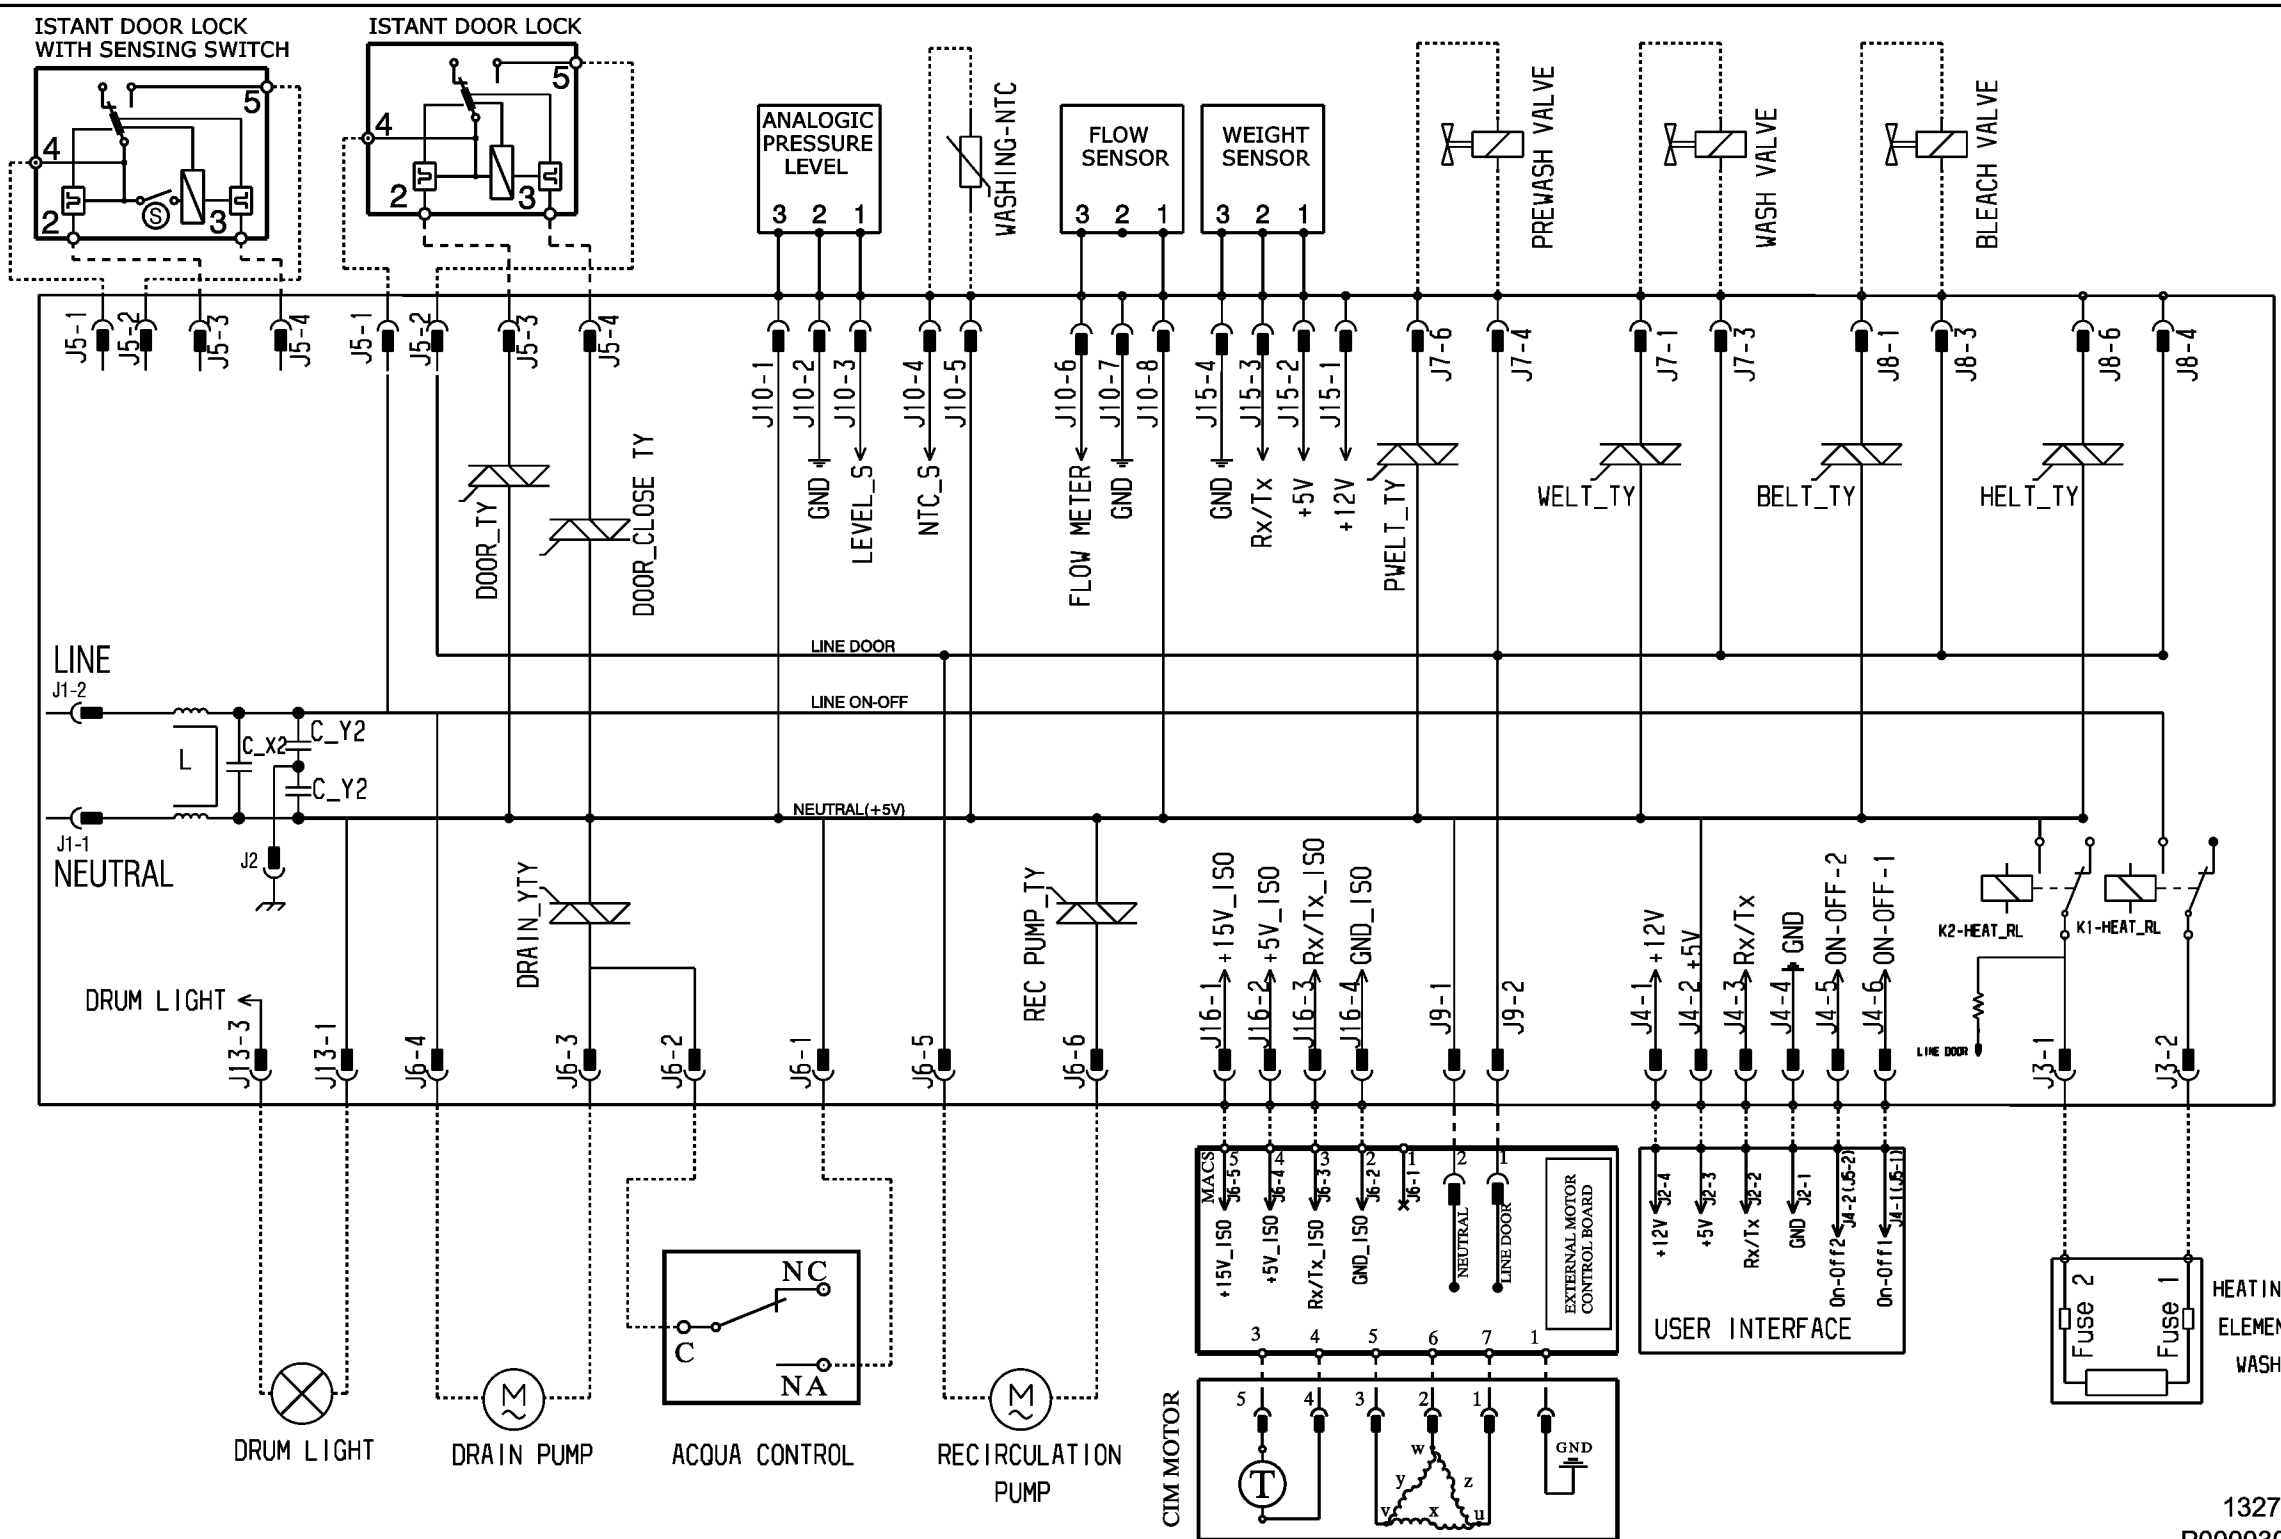 ISTANT DOOR LOCK
WITH SENSING SWITCH
ISTANT DOOR LOCK
5
4
2
S
3
5
4
2
3
ANALOGIC
PRESSURE
LEVEL
3 2 1
WASHING-NTC
FLOW
SENSOR
3 2 1
WEIGHT
SENSOR
3 2 1
PREWASH VALVE
WASH VALVE
BLEACH VALVE
J5-1
J5-2
J5-3
J5-4
J5-1
J5-2
J5-3
J5-4
J10-1
J10-2
J10-3
J10-4
J10-5
J10-6
J10-7
J10-8
J15-4
J15-3
J15-2
J15-1
J7-6
J7-4
J7-1
J7-3
J8-1
J8-3
J8-6
J8-4
DOOR_TY
DOOR_CLOSE TY
GND
LEVEL_S
NTC_S
FLOW METER
GND
GND
Rx/Tx
+5V
+12V
PWELT_TY
WELT_TY
BELT_TY
HELT_TY
LINE DOOR
LINE
J1-2
LINE ON-OFF
L
C_X2
C_Y2
C_Y2
NEUTRAL(+5V)
J1-1
NEUTRAL
J2
DRAIN_YTY
REC PUMP_TY
+15V_ISO
+5V_ISO
Rx/Tx_ISO
GND_ISO
+12V
+5V
Rx/Tx
GND
ON-OFF-2
ON-OFF-1
K2-HEAT_RL
K1-HEAT_RL
LINE DOOR
DRUM LIGHT
J13-3
J13-1
J6-4
J6-3
J6-2
J6-1
J6-5
J6-6
J16-1
J16-2
J16-3
J16-4
J9-1
J9-2
J4-1
J4-2
J4-3
J4-4
J4-5
J4-6
J3-1
J3-2
MACS
5 4 3 2 1 2 1
J6-5
J6-4
J6-3
J6-2
J6-1
+15V_ISO
+5V_ISO
Rx/Tx_ISO
GND_ISO
NEUTRAL
LINE DOOR
EXTERNAL MOTOR
CONTROL BOARD
3 4 5 6 7 1
J2-4
J2-3
J2-2
J2-1
J4-2(J5-2)
J4-1(J5-1)
+12V
+5V
Rx/Tx
GND
On-Off2
On-Off1
USER INTERFACE
Fuse 2
Fuse 1
HEATIN
ELEMEN
WASH
NC
C
NA
M
M
DRUM LIGHT
DRAIN PUMP
ACQUA CONTROL
RECIRCULATION
PUMP
CIM MOTOR
5 4 3 2 1
T
w
y
z
v
x
u
GND
1327